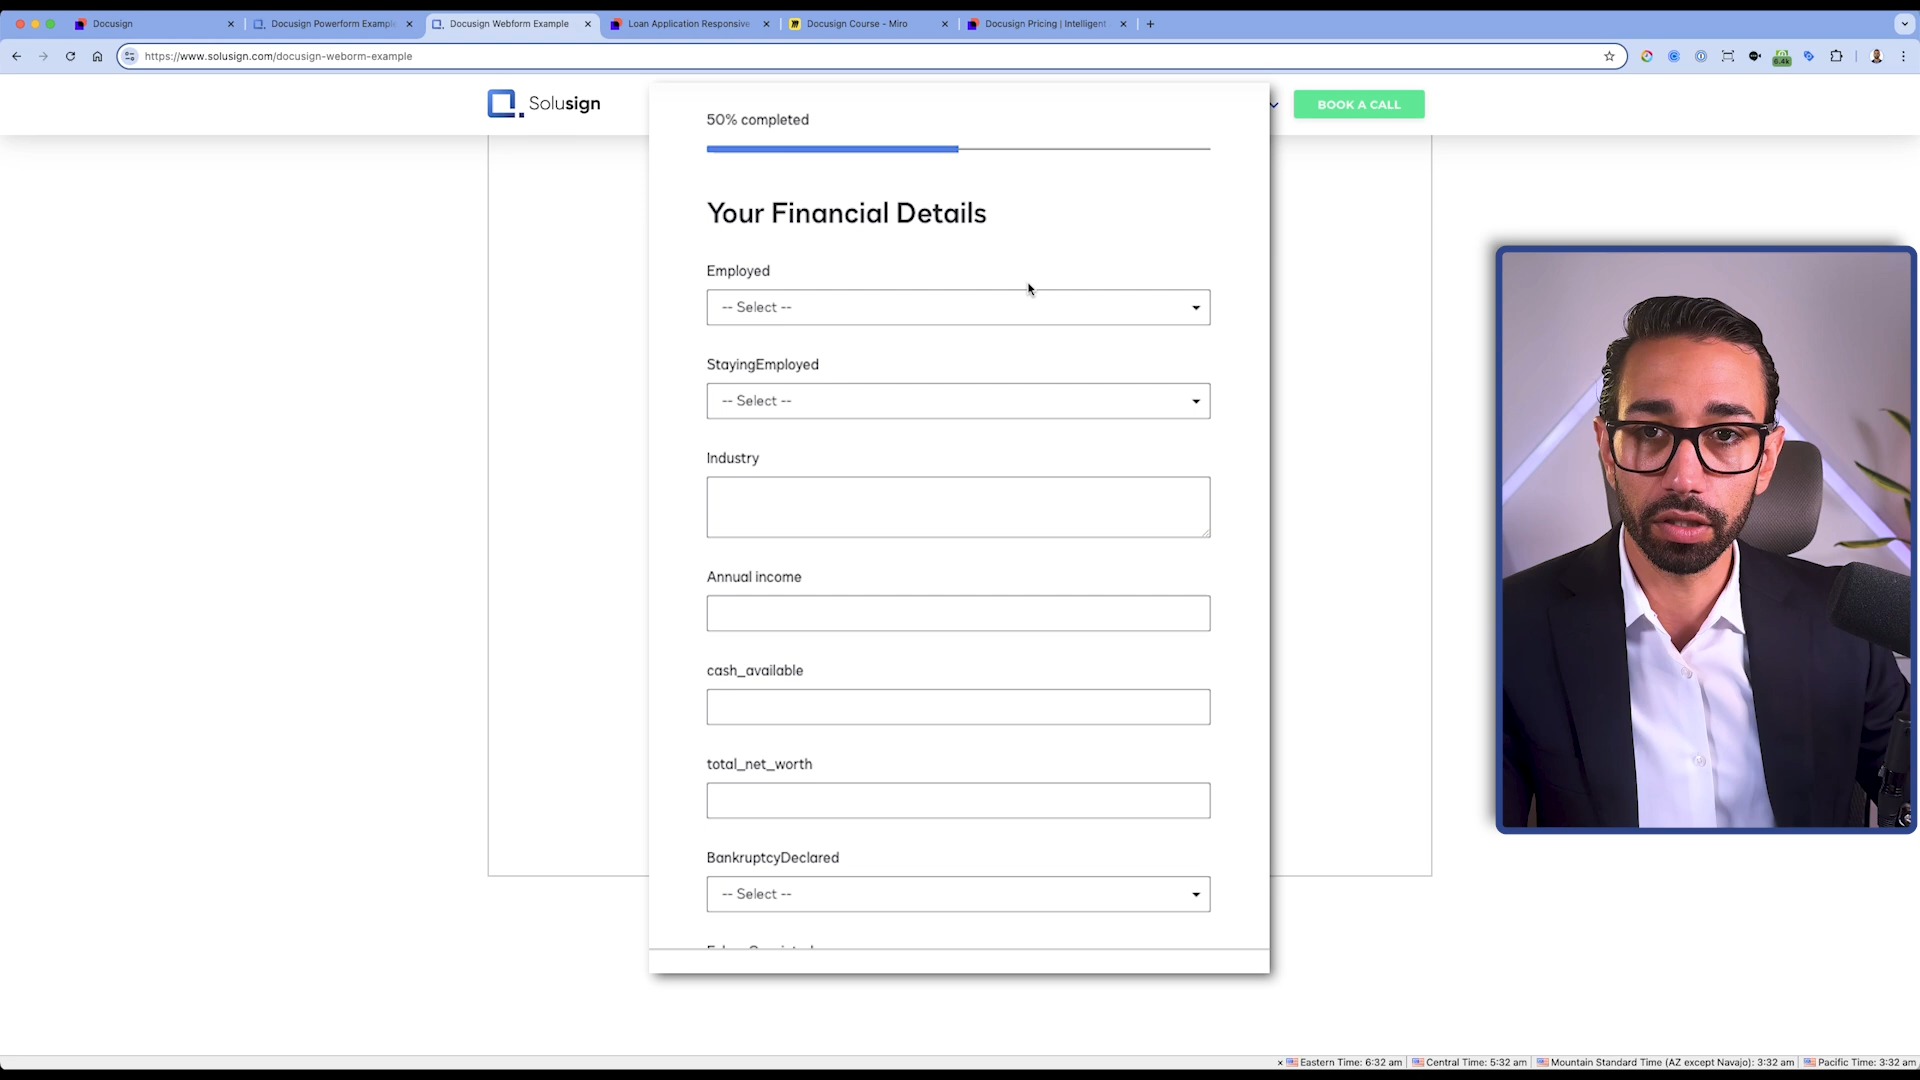 Docusign
Docusign Powerform Example
Docusign Webform Example
Loan Application Responsive
Docusign Course - Miro
Docusign Pricing | Intelligent
https://www.solusign.com/docusign-weborm-example
6.4k
Solusign
BOOK A CALL
50% completed
Your Financial Details
Employed
-- Select --
StayingEmployed
-- Select --
Industry
Annual income
cash_available
total_net_worth
BankruptcyDeclared
-- Select --
Eastern Time: 6:32 am
Central Time: 5:32 am
Mountain Standard Time (AZ except Navajo): 3:32 am
Pacific Time: 3:32 am